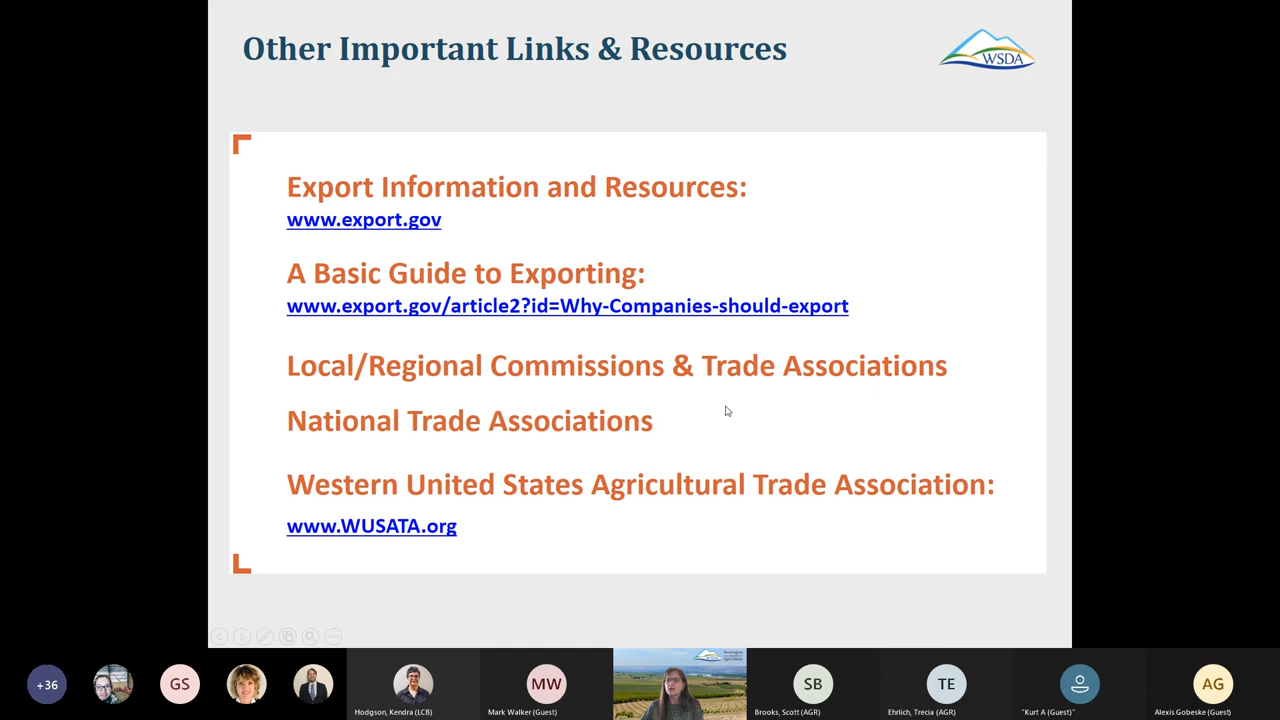 Other Important Links & Resources
WSDA
Export Information and Resources:
www.export.gov
A Basic Guide to Exporting:
www.export.gov/article2?id=Why-Companies-should-export
Local/Regional Commissions & Trade Associations
National Trade Associations
Western United States Agricultural Trade Association:
www.WUSATA.org
+36
GS
MW
WSDA
SB
TE
AG
Hodgson, Kendra (LCB)
Mark Walker (Guest)
Brooks, Scott (AGR)
Ehrlich, Trecia (AGR)
"Kurt A (Guest)"
Alexis Gobeske (Guest)